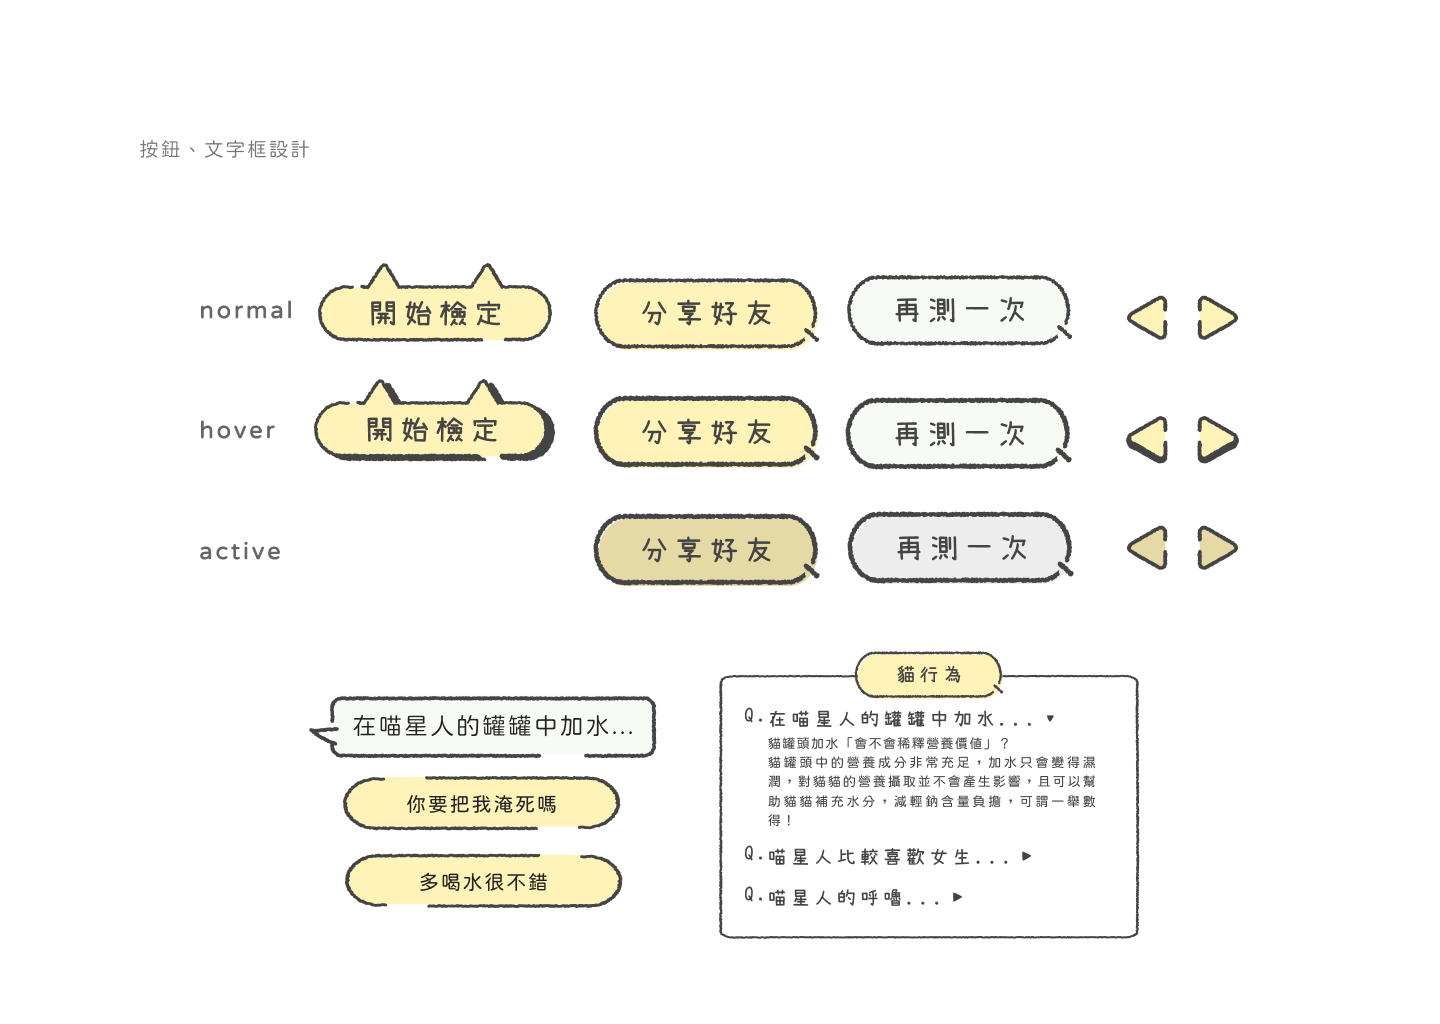 按鈕、文字框設計
normal
開始檢定
分享好友
再測一次
hover
開始檢定
分享好友
再測一次
active
分享好友
再測一次
在喵星人的罐罐中加水...
你要把我淹死嗎
多喝水很不錯
貓行為
Q.在喵星人的罐罐中加水...
貓罐頭加水「會不會稀釋營養價值」？
貓罐頭中的營養成分非常充足，加水只會變得濕
潤，對貓貓的營養攝取並不會產生影響，且可以幫
助貓貓補充水分，減輕鈉含量負擔，可謂一舉數
得！
Q.喵星人比較喜歡女生...
Q.喵星人的呼嚕...